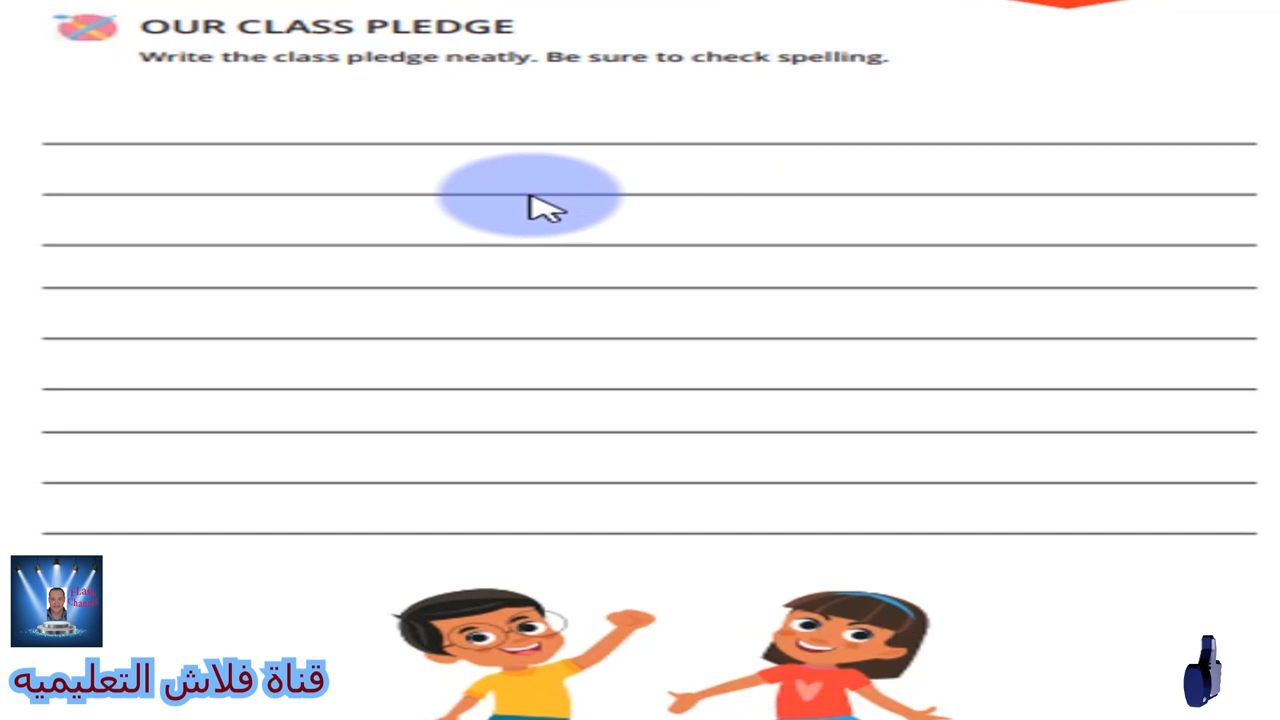 OUR CLASS PLEDGE
Write the class pledge neatly. Be sure to check spelling.
قناة فلاش التعليميه